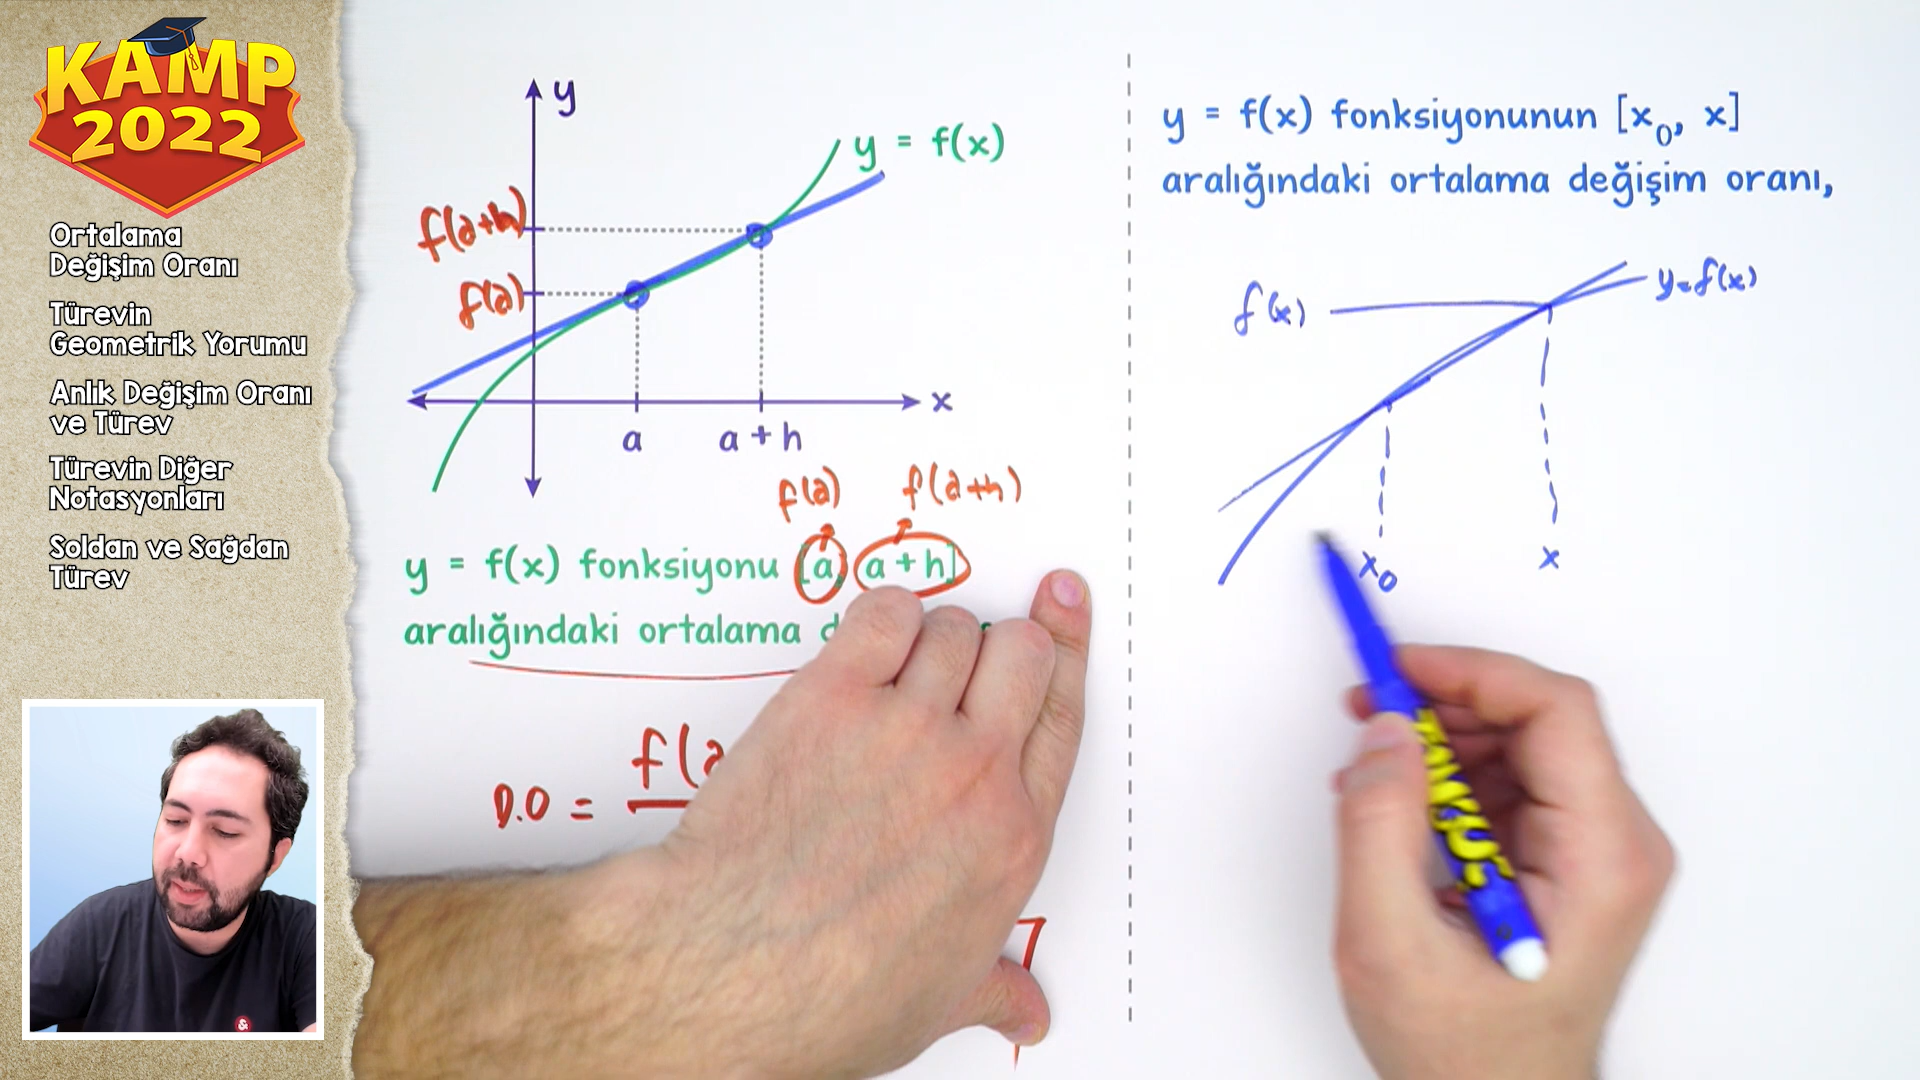 KAMP
2022
Ortalama
Değişim Oranı
Türevin
Geometrik Yorumu
Anlık Değişim Oranı
ve Türev
Türevin Diğer
Notasyonları
Soldan ve Sağdan
Türev
y
y = f(x)
f(a+h)
f(a)
x
a
a + h
f(a)
f(a+h)
y = f(x) fonksiyonu [a, a + h]
aralığındaki ortalama
D.O =
f(a
y = f(x) fonksiyonunun [x₀, x]
aralığındaki ortalama değişim oranı,
f(x)
y=f(x)
x₀
x